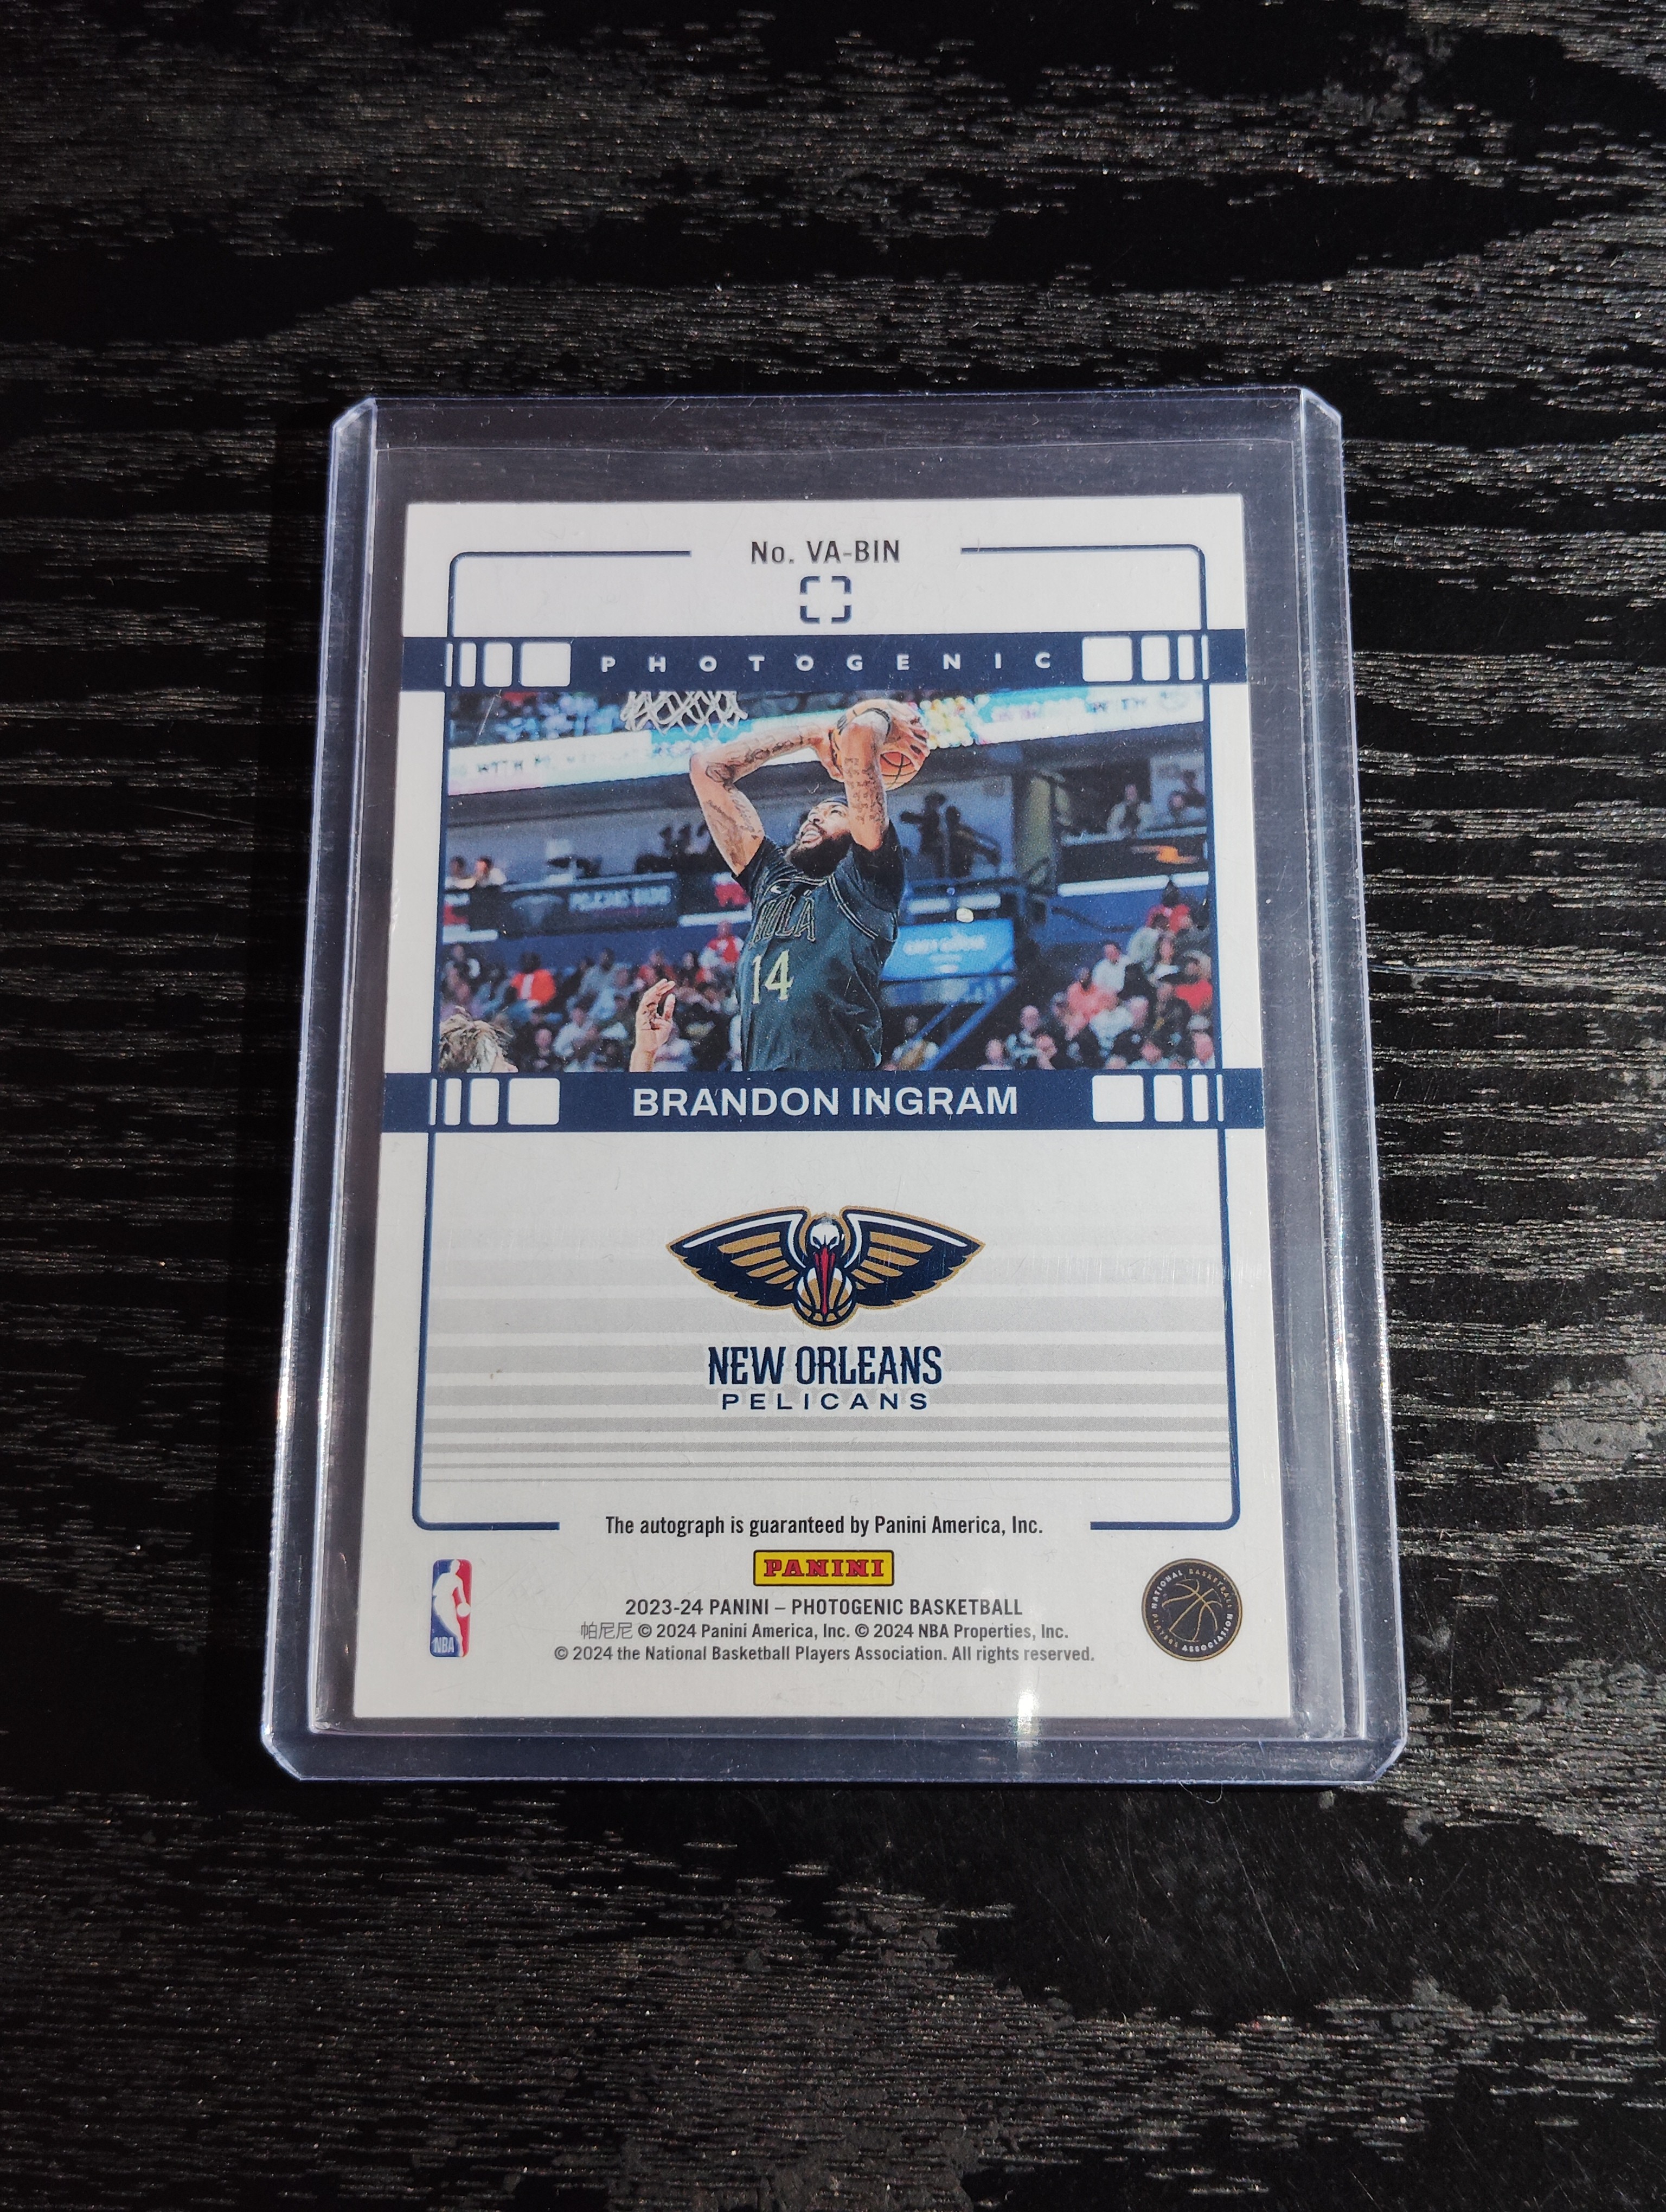 No. VA-BIN
PHOTOGENIC
NOLA
14
BRANDON INGRAM
NEW ORLEANS
PELICANS
The autograph is guaranteed by Panini America, Inc.
PANINI
2023-24 PANINI – PHOTOGENIC BASKETBALL
帕尼尼 © 2024 Panini America, Inc. © 2024 NBA Properties, Inc.
© 2024 the National Basketball Players Association. All rights reserved.
NBA
NATIONAL BASKETBALL PLAYERS ASSOCIATION